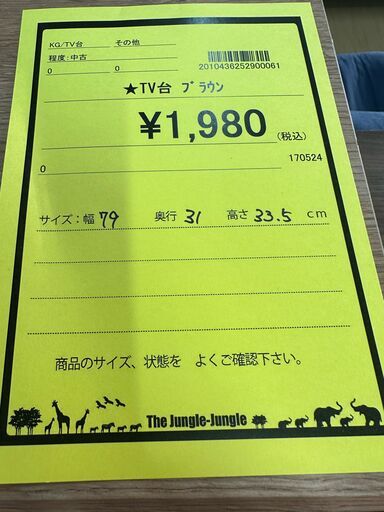 KG/TV台 その他
程度:中古
0 0
2010436252900061
★TV台 ブラウン
¥1,980(税込)
0 170524
サイズ:幅 79 奥行 31 高さ 33.5 cm
商品のサイズ、状態を よくご確認下さい。
The Jungle-Jungle